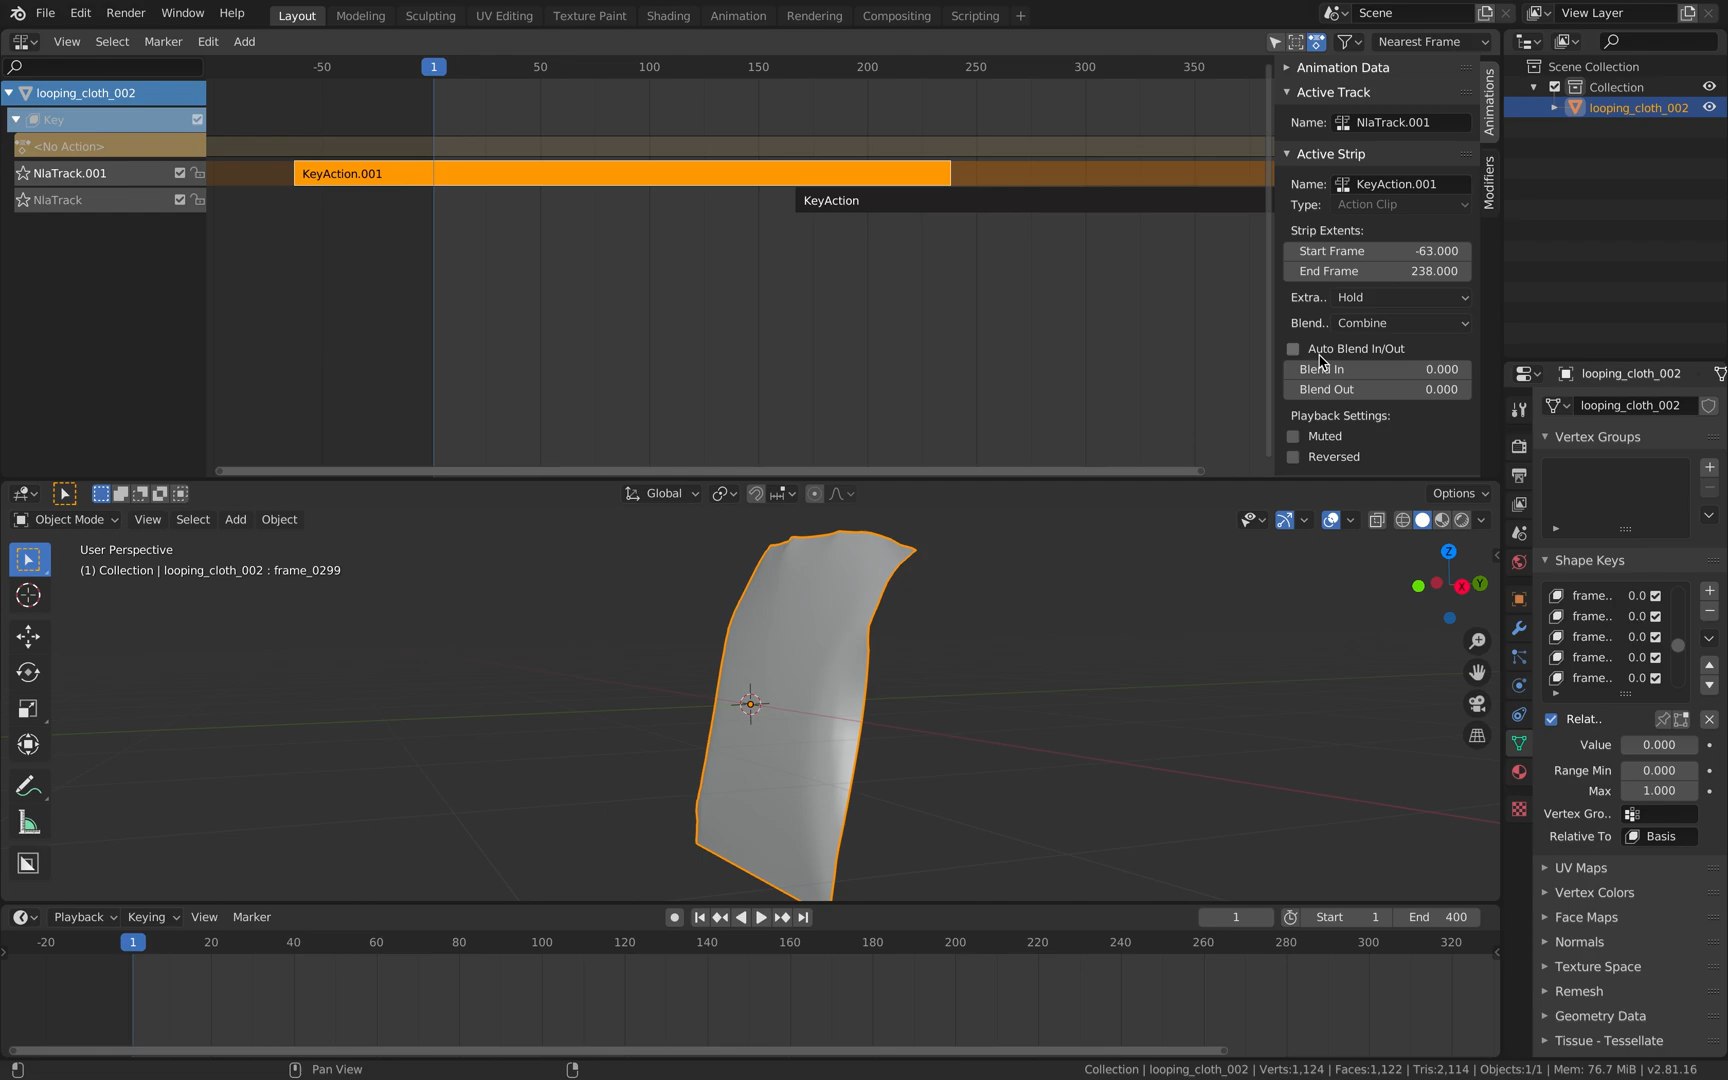 File Edit Render Window Help Layout Modeling Sculpting UV Editing Texture Paint Shading Animation Rendering Compositing Scripting + Scene View Layer
View Select Marker Edit Add Nearest Frame
-50 1 50 100 150 200 250 300 350
looping_cloth_002
Key
<No Action>
NlaTrack.001
NlaTrack
KeyAction.001
KeyAction
Animation Data
Active Track
Name: NlaTrack.001
Active Strip
Name: KeyAction.001
Type: Action Clip
Strip Extents:
Start Frame -63.000
End Frame 238.000
Extra.. Hold
Blend.. Combine
Auto Blend In/Out
Blend In 0.000
Blend Out 0.000
Playback Settings:
Muted
Reversed
Animations
Modifiers
Scene Collection
Collection
looping_cloth_002
Global
Options
Object Mode View Select Add Object
User Perspective
(1) Collection | looping_cloth_002 : frame_0299
Z
X
Y
looping_cloth_002
looping_cloth_002
Vertex Groups
Shape Keys
frame.. 0.0
frame.. 0.0
frame.. 0.0
frame.. 0.0
frame.. 0.0
Relat..
Value 0.000
Range Min 0.000
Max 1.000
Vertex Gro..
Relative To Basis
UV Maps
Vertex Colors
Face Maps
Normals
Texture Space
Remesh
Geometry Data
Tissue - Tessellate
Playback Keying View Marker 1 Start 1 End 400
-20 1 20 40 60 80 100 120 140 160 180 200 220 240 260 280 300 320
Pan View
Collection | looping_cloth_002 | Verts:1,124 | Faces:1,122 | Tris:2,114 | Objects:1/1 | Mem: 76.7 MiB | v2.81.16